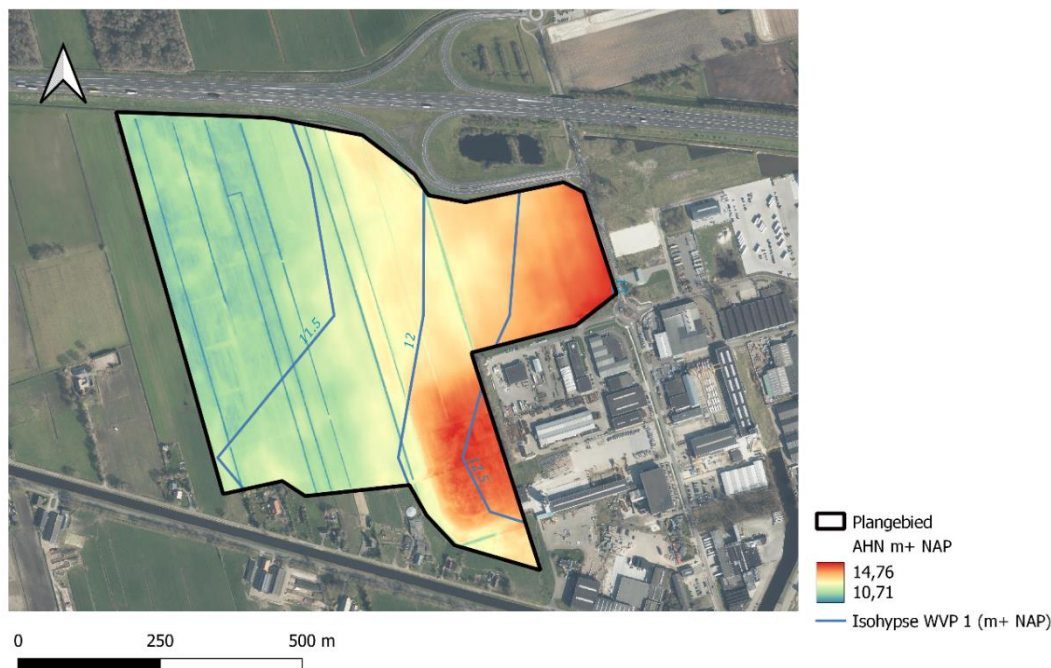 11.5
12
12.5
Plangebied
AHN m+ NAP
14,76
10,71
Isohypse WVP 1 (m+ NAP)
0 250 500 m